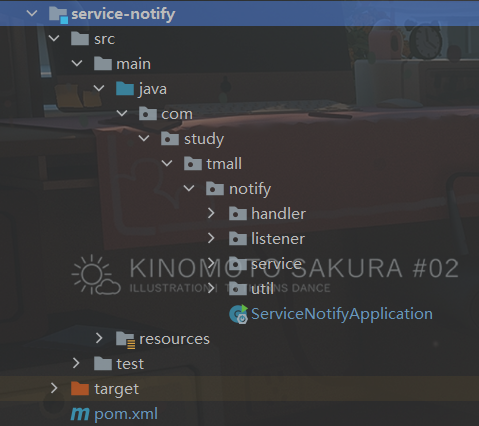 service-notify
src
main
java
com
study
tmall
notify
handler
listener
KINOMOTO SAKURA #02
service
ILLUSTRATION
DANCE
util
ServiceNotifyApplication
resources
test
target
pom.xml